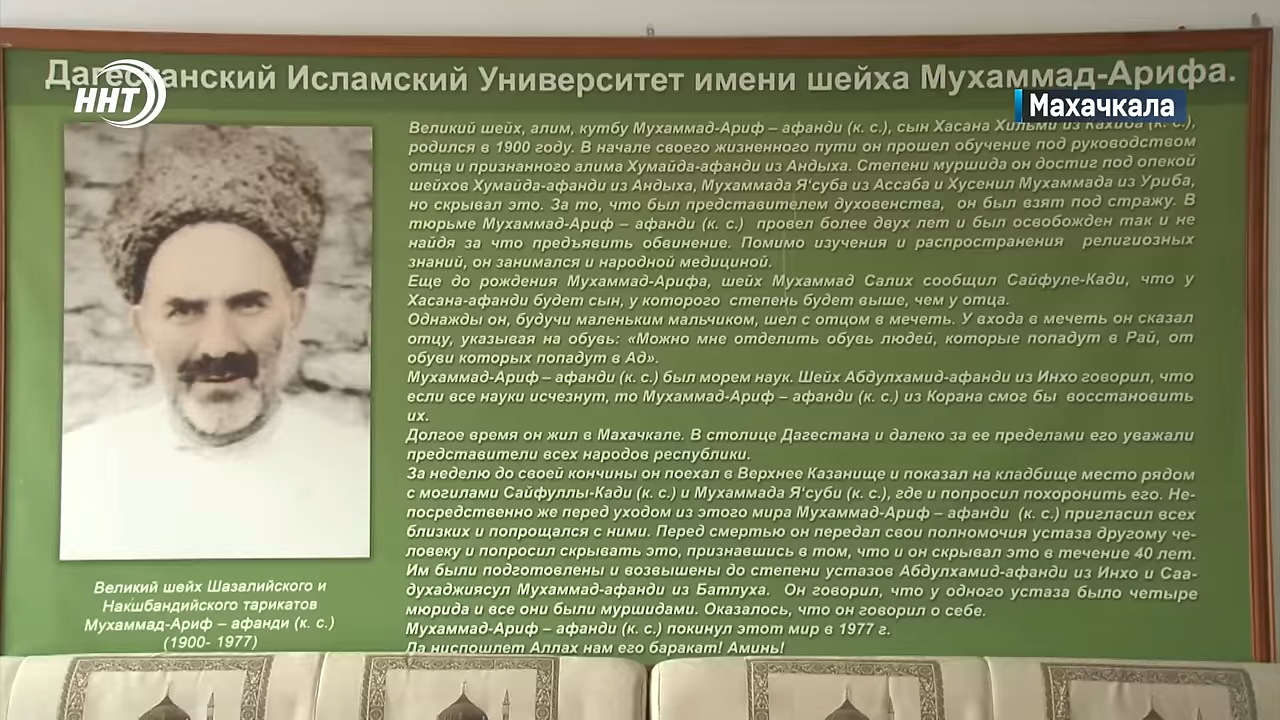 Дагестанский Исламский Университет имени шейха Мухаммад-Арифа.
ННТ
Махачкала
Великий шейх, алим, кутбу Мухаммад-Ариф – афанди (к. с.), сын Хасана Хильми из Кахиба (к. с.),
родился в 1900 году. В начале своего жизненного пути он прошел обучение под руководством
отца и признанного алима Хумайда-афанди из Андыха. Степени муршида он достиг под опекой
шейхов Хумайда-афанди из Андыха, Мухаммада Я‘суба из Ассаба и Хусенил Мухаммада из Уриба,
но скрывал это. За то, что был представителем духовенства, он был взят под стражу. В
тюрьме Мухаммад-Ариф – афанди (к. с.) провел более двух лет и был освобожден так и не
найдя за что предъявить обвинение. Помимо изучения и распространения религиозных
знаний, он занимался и народной медициной.
Еще до рождения Мухаммад-Арифа, шейх Мухаммад Салих сообщил Сайфуле-Кади, что у
Хасана-афанди будет сын, у которого степень будет выше, чем у отца.
Однажды он, будучи маленьким мальчиком, шел с отцом в мечеть. У входа в мечеть он сказал
отцу, указывая на обувь: «Можно мне отделить обувь людей, которые попадут в Рай, от
обуви которых попадут в Ад».
Мухаммад-Ариф – афанди (к. с.) был морем наук. Шейх Абдулхамид-афанди из Инхо говорил, что
если все науки исчезнут, то Мухаммад-Ариф – афанди (к. с.) из Корана смог бы восстановить
их.
Долгое время он жил в Махачкале. В столице Дагестана и далеко за ее пределами его уважали
представители всех народов республики.
За неделю до своей кончины он поехал в Верхнее Казанище и показал на кладбище место рядом
с могилами Сайфуллы-Кади (к. с.) и Мухаммада Я‘суби (к. с.), где и попросил похоронить его. Не-
посредственно же перед уходом из этого мира Мухаммад-Ариф – афанди (к. с.) пригласил всех
близких и попрощался с ними. Перед смертью он передал свои полномочия устаза другому че-
ловеку и попросил скрывать это, признавшись в том, что и он скрывал это в течение 40 лет.
Им были подготовлены и возвышены до степени устазов Абдулхамид-афанди из Инхо и Саа-
духаджиясул Мухаммад-афанди из Батлуха. Он говорил, что у одного устаза было четыре
мюрида и все они были муршидами. Оказалось, что он говорил о себе.
Мухаммад-Ариф – афанди (к. с.) покинул этот мир в 1977 г.
Да ниспошлет Аллах нам его баракат! Аминь!
Великий шейх Шазалийского и
Накшбандийского тарикатов
Мухаммад-Ариф – афанди (к. с.)
(1900- 1977)